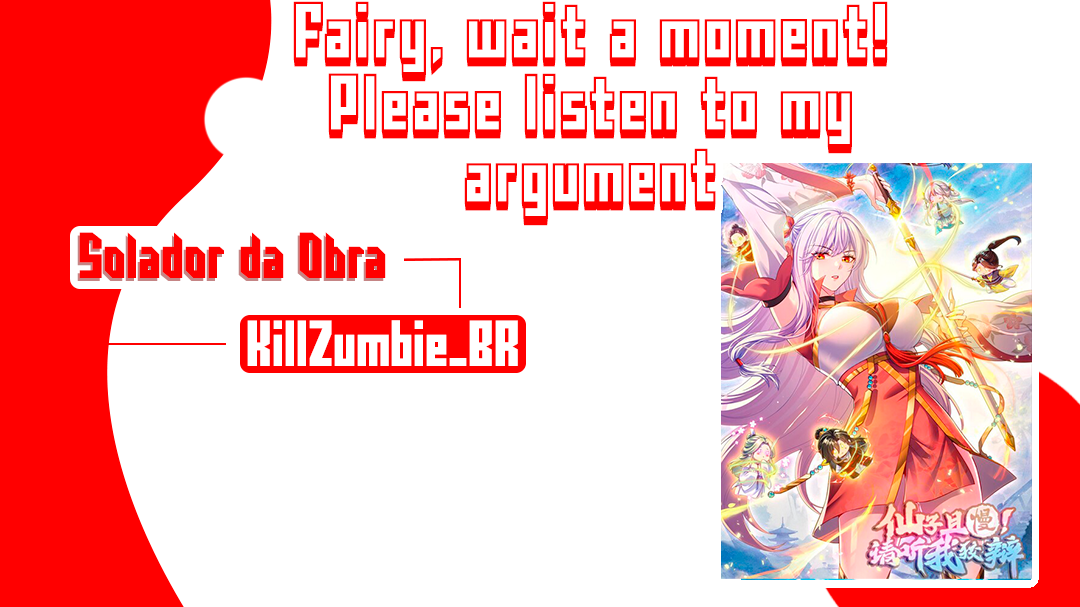 Fairy, wait a moment!
Please listen to my
argument
Solador da Obra
KillZumbie_BR
仙子且慢!
请听我狡辩